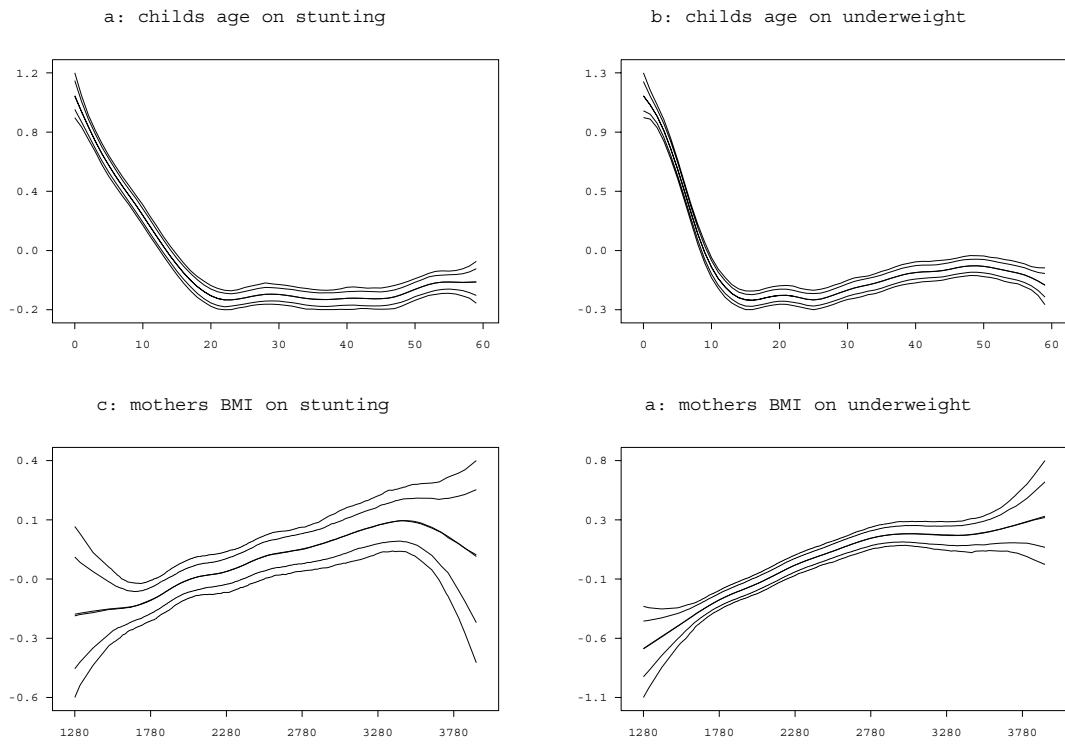 a: childs age on stunting
1.2
0.8
0.4
0.0
-0.2
0 10 20 30 40 50 60
b: childs age on underweight
1.3
0.9
0.5
0.0
-0.3
0 10 20 30 40 50 60
c: mothers BMI on stunting
0.4
0.1
-0.0
-0.3
-0.6
1280 1780 2280 2780 3280 3780
a: mothers BMI on underweight
0.8
0.3
-0.1
-0.6
-1.1
1280 1780 2280 2780 3280 3780